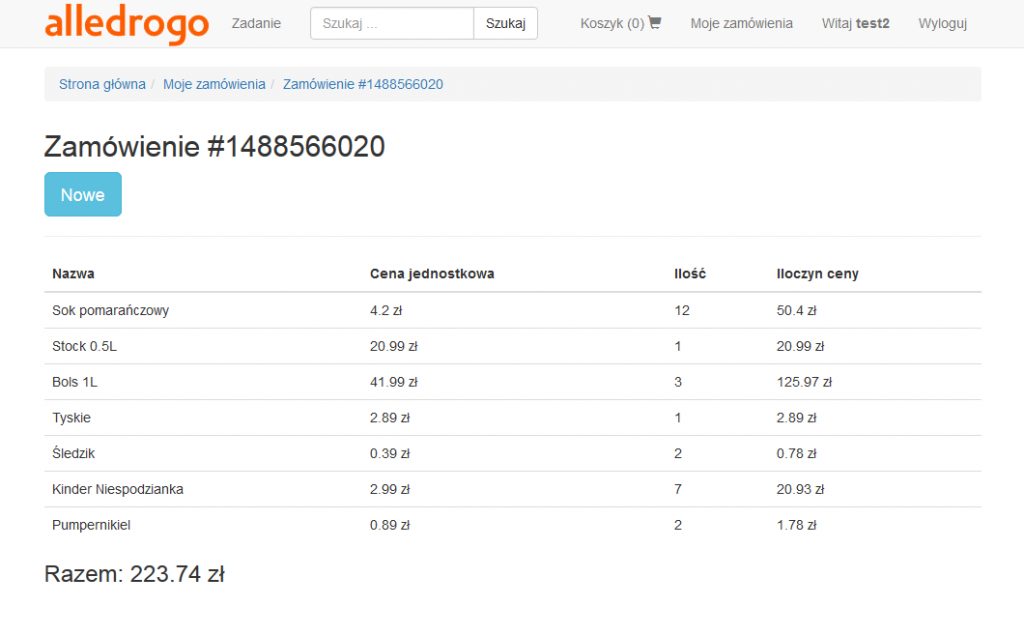 alledrogo Zadanie Szukaj ... Szukaj Koszyk (0) Moje zamówienia Witaj test2 Wyloguj
Strona główna / Moje zamówienia / Zamówienie #1488566020
Zamówienie #1488566020
Nowe
Nazwa Cena jednostkowa Ilość Iloczyn ceny
Sok pomarańczowy 4.2 zł 12 50.4 zł
Stock 0.5L 20.99 zł 1 20.99 zł
Bols 1L 41.99 zł 3 125.97 zł
Tyskie 2.89 zł 1 2.89 zł
Śledzik 0.39 zł 2 0.78 zł
Kinder Niespodzianka 2.99 zł 7 20.93 zł
Pumpernikiel 0.89 zł 2 1.78 zł
Razem: 223.74 zł